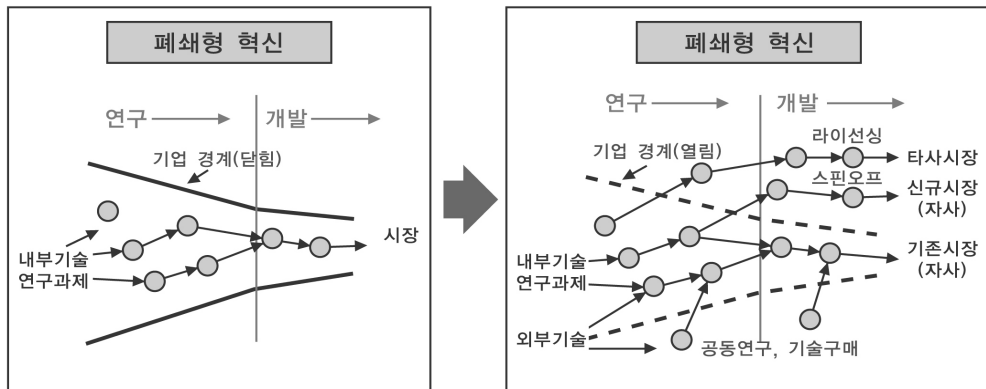 폐쇄형 혁신
연구
개발
기업 경계(닫힘)
시장
내부기술
연구과제
폐쇄형 혁신
연구
개발
라이선싱
기업 경계(열림)
타사시장
스핀오프
신규시장
(자사)
내부기술
연구과제
기존시장
(자사)
외부기술
공동연구, 기술구매